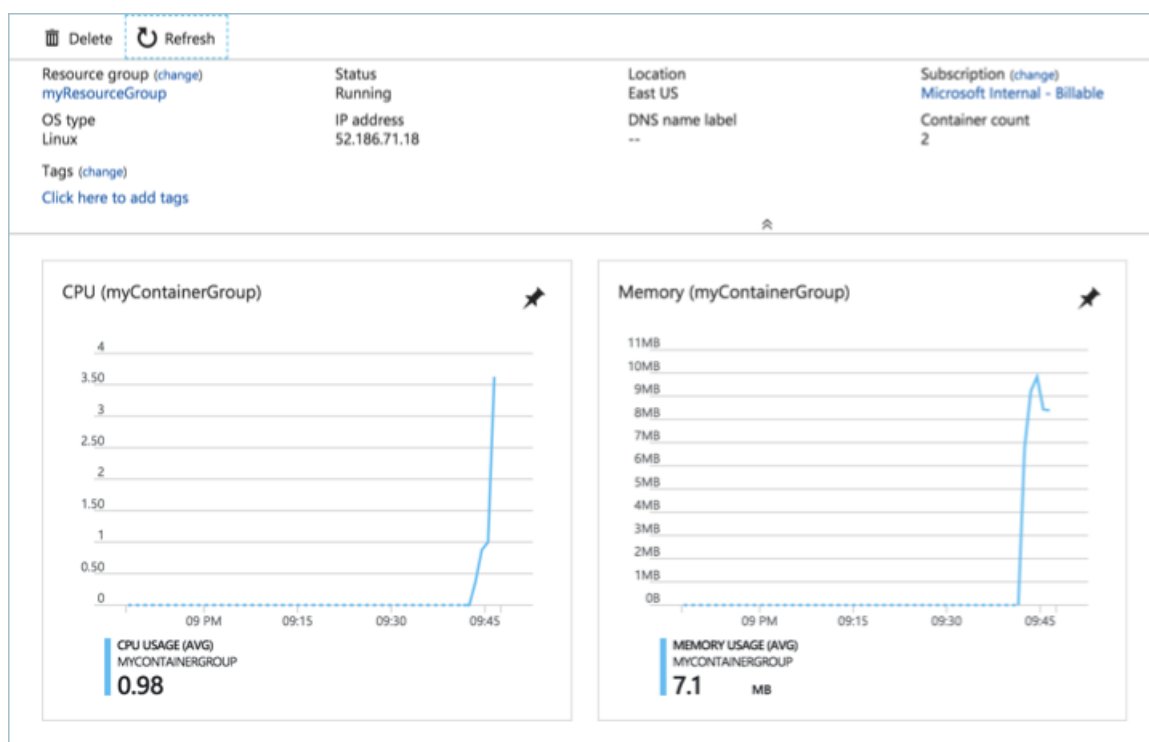 Delete Refresh
Resource group (change) Status Location Subscription (change)
myResourceGroup Running East US Microsoft Internal - Billable
OS type IP address DNS name label Container count
Linux 52.186.71.18 -- 2
Tags (change)
Click here to add tags
CPU (myContainerGroup)
4
3.50
3
2.50
2
1.50
1
0.50
0
09 PM 09:15 09:30 09:45
CPU USAGE (AVG)
MYCONTAINERGROUP
0.98
Memory (myContainerGroup)
11MB
10MB
9MB
8MB
7MB
6MB
5MB
4MB
3MB
2MB
1MB
0B
09 PM 09:15 09:30 09:45
MEMORY USAGE (AVG)
MYCONTAINERGROUP
7.1 MB